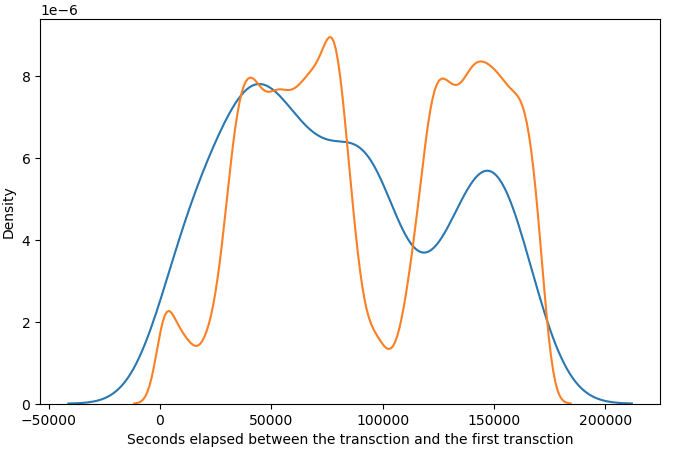 1e−6
8
6
4
2
0
Density
−50000 0 50000 100000 150000 200000
Seconds elapsed between the transction and the first transction